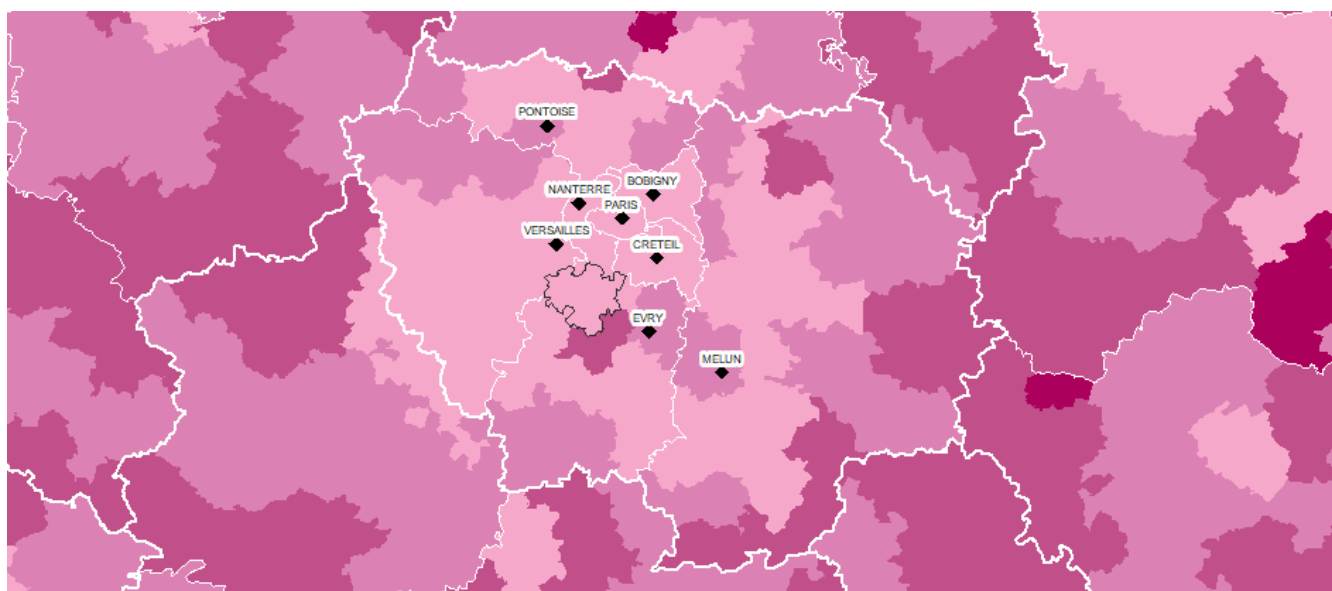 PONTOISE
NANTERRE
BOBIGNY
PARIS
VERSAILLES
CRETEIL
EVRY
MELUN